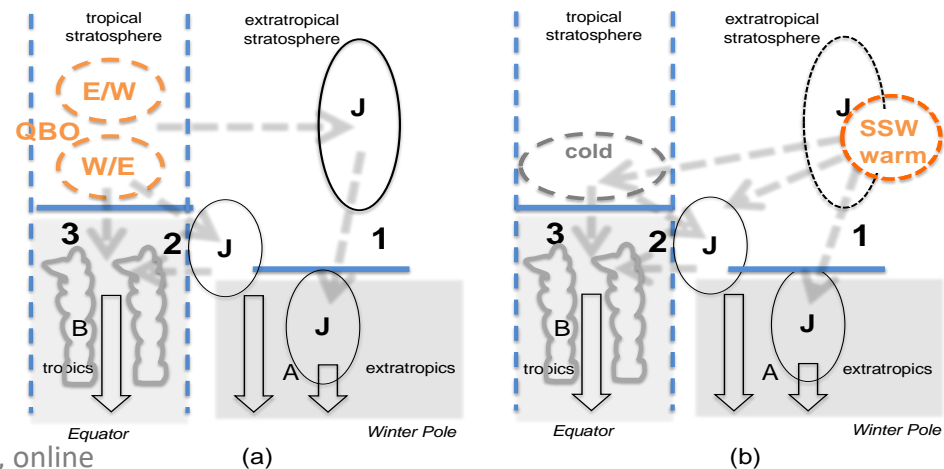 tropical
stratosphere
extratropical
stratosphere
E/W
QBO
W/E
J
3
2
J
1
B
J
tropics
A
extratropics
Equator
Winter Pole
, online
(a)
tropical
stratosphere
extratropical
stratosphere
J
SSW
warm
cold
3
2
J
1
B
J
tropics
A
extratropics
Equator
Winter Pole
(b)